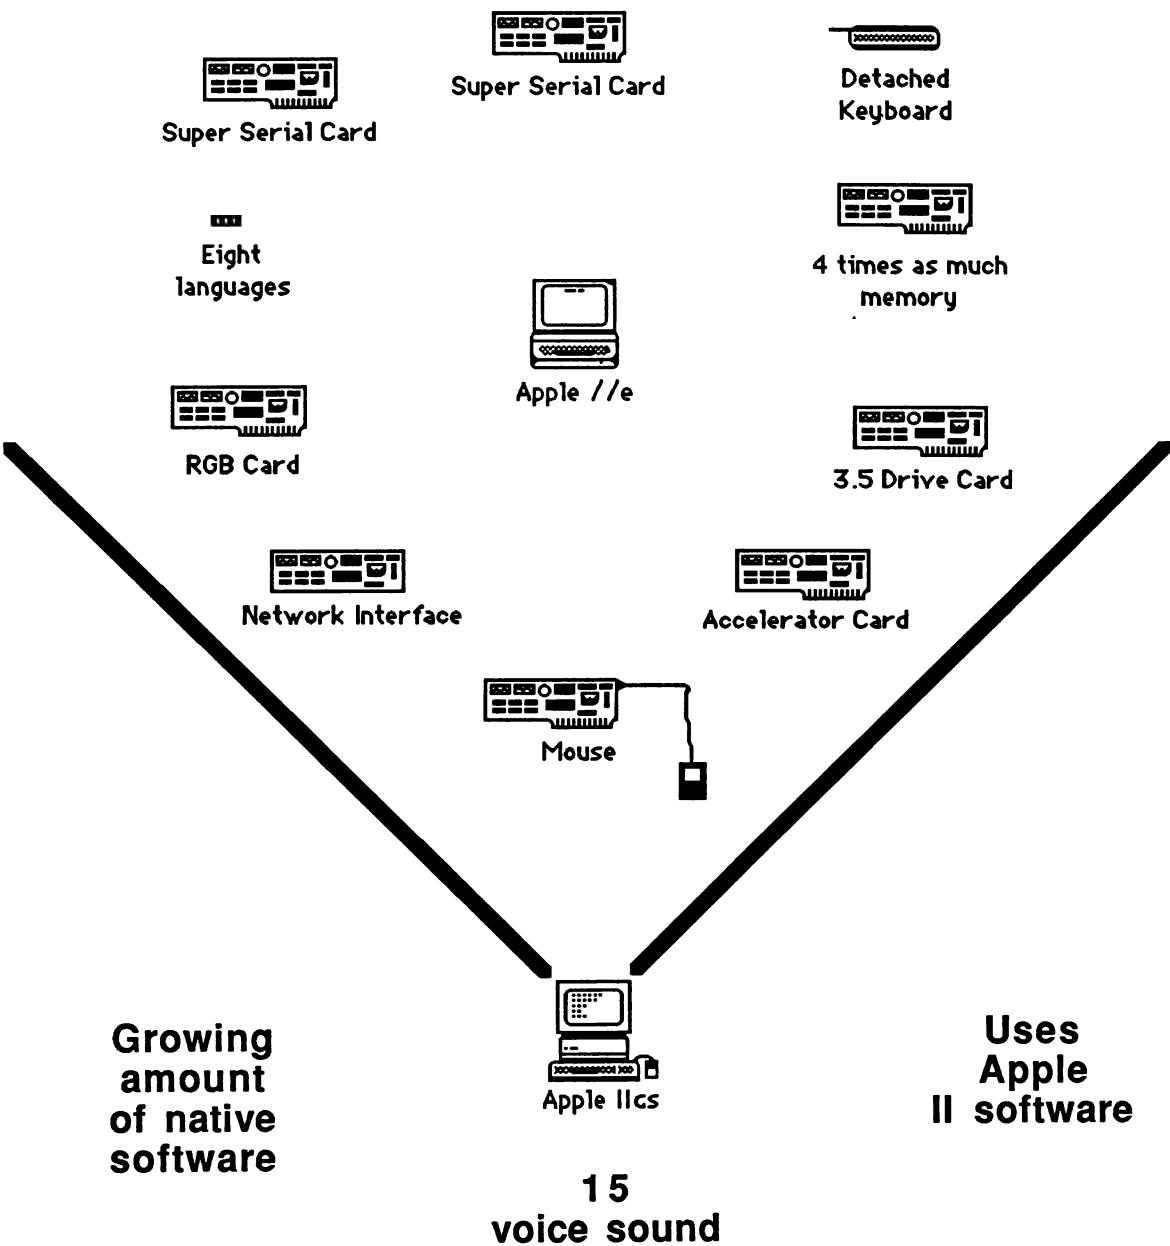 Super Serial Card
Super Serial Card
Detached
Keyboard
Eight
languages
4 times as much
memory
Apple //e
RGB Card
3.5 Drive Card
Network Interface
Accelerator Card
Mouse
Apple IIGS
Growing
amount
of native
software
Uses
Apple
II software
15
voice sound